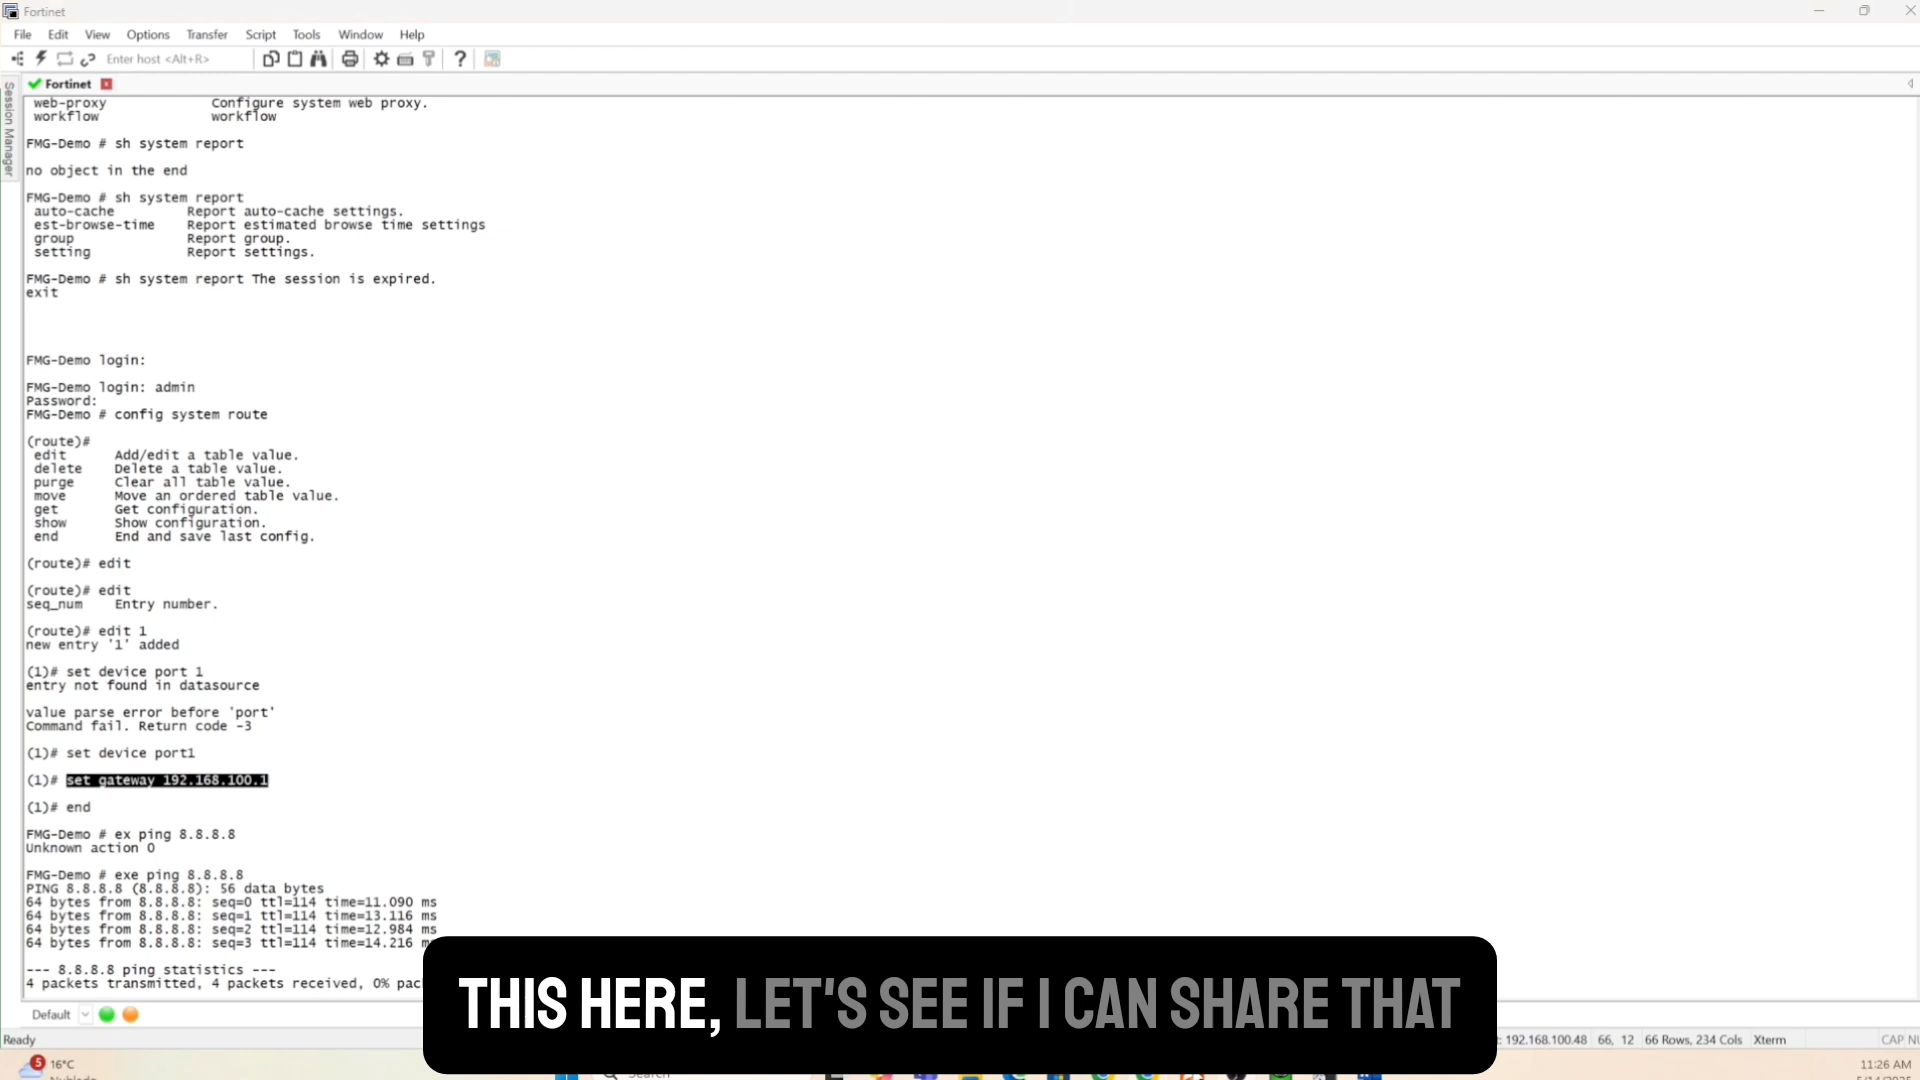 Fortinet
File Edit View Options Transfer Script Tools Window Help
Enter host <Alt+R>
Session Manager
Fortinet
web-proxy Configure system web proxy.
workflow workflow
FMG-Demo # sh system report
no object in the end
FMG-Demo # sh system report
auto-cache Report auto-cache settings.
est-browse-time Report estimated browse time settings
group Report group.
setting Report settings.
FMG-Demo # sh system report The session is expired.
exit
FMG-Demo login:
FMG-Demo login: admin
Password:
FMG-Demo # config system route
(route)#
edit Add/edit a table value.
delete Delete a table value.
purge Clear all table value.
move Move an ordered table value.
get Get configuration.
show Show configuration.
end End and save last config.
(route)# edit
(route)# edit
seq_num Entry number.
(route)# edit 1
new entry '1' added
(1)# set device port 1
entry not found in datasource
value parse error before 'port'
Command fail. Return code -3
(1)# set device port1
(1)# set gateway 192.168.100.1
(1)# end
FMG-Demo # ex ping 8.8.8.8
Unknown action 0
FMG-Demo # exe ping 8.8.8.8
PING 8.8.8.8 (8.8.8.8): 56 data bytes
64 bytes from 8.8.8.8: seq=0 ttl=114 time=11.090 ms
64 bytes from 8.8.8.8: seq=1 ttl=114 time=13.116 ms
64 bytes from 8.8.8.8: seq=2 ttl=114 time=12.984 ms
64 bytes from 8.8.8.8: seq=3 ttl=114 time=14.216 m
--- 8.8.8.8 ping statistics ---
4 packets transmitted, 4 packets received, 0% pac
THIS HERE, LET'S SEE IF I CAN SHARE THAT
Default
Ready
: 192.168.100.48 66, 12 66 Rows, 234 Cols Xterm CAP NU
5 16°C
11:26 AM